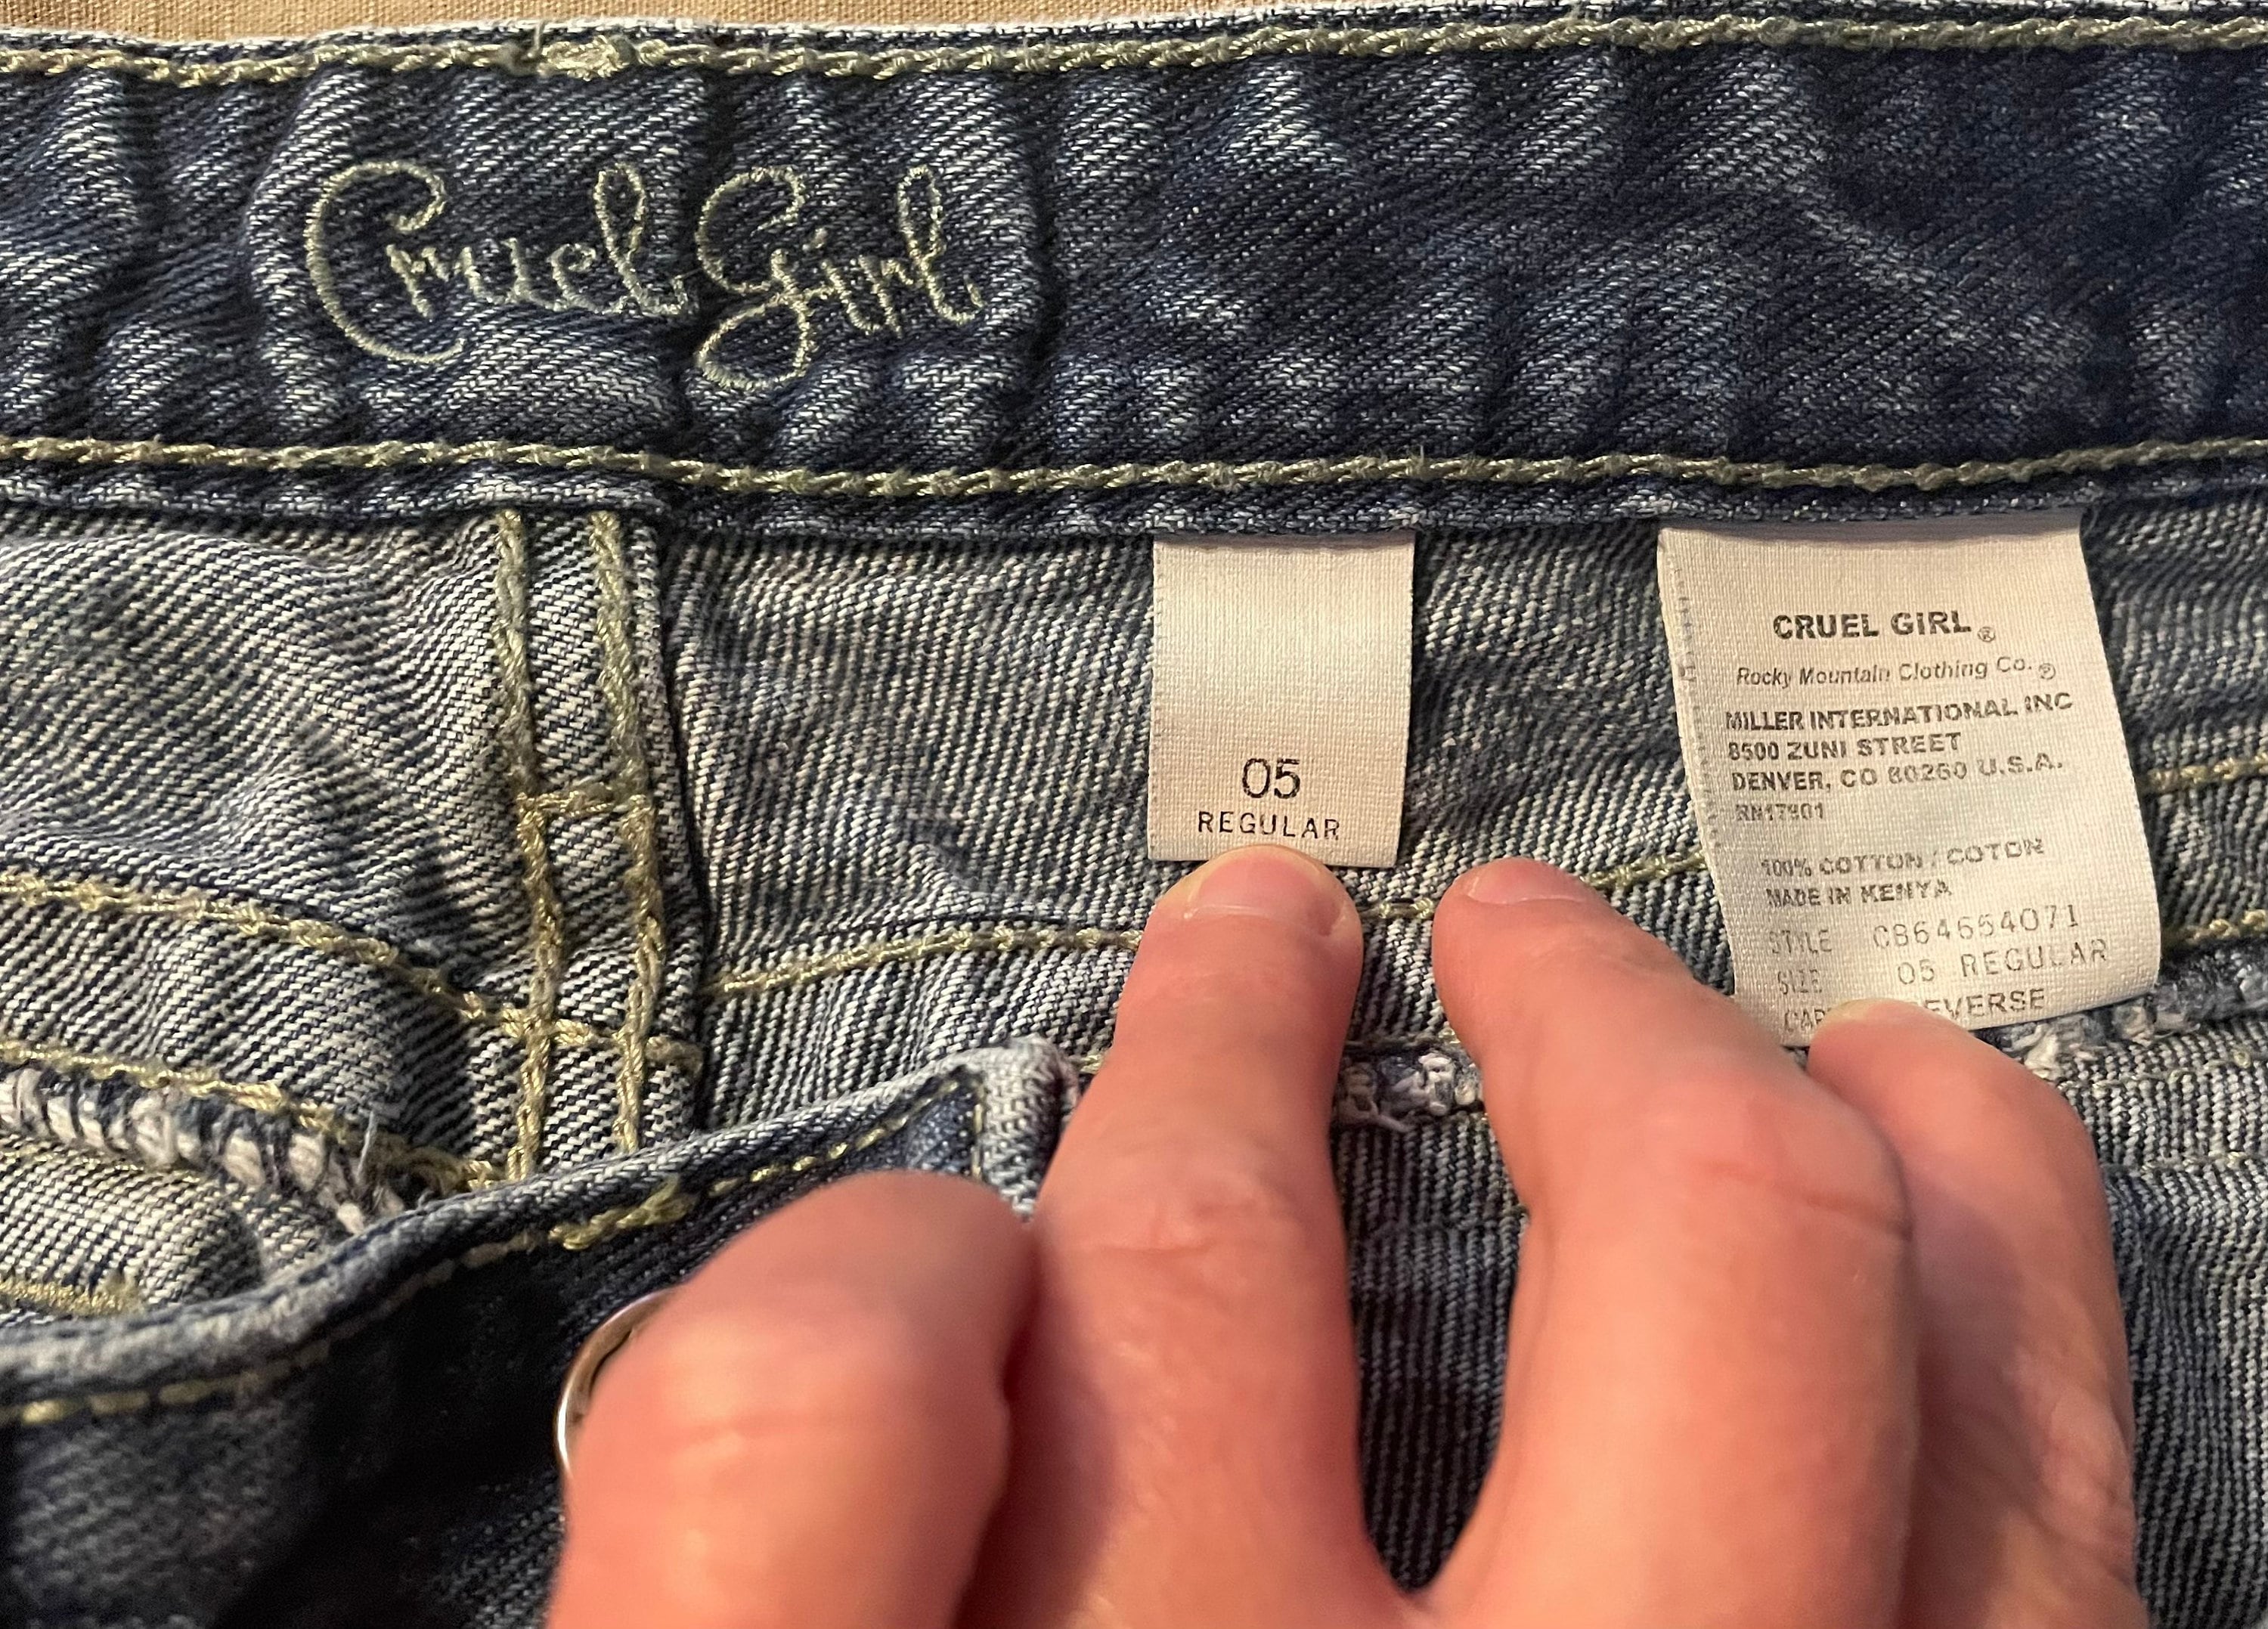 Cruel Girl
05
REGULAR
CRUEL GIRL ®
Rocky Mountain Clothing Co. ®
MILLER INTERNATIONAL INC
8500 ZUNI STREET
DENVER, CO 80260 U.S.A.
RN17901
100% COTTON / COTON
MADE IN KENYA
STYLE CB64654071
SIZE 05 REGULAR